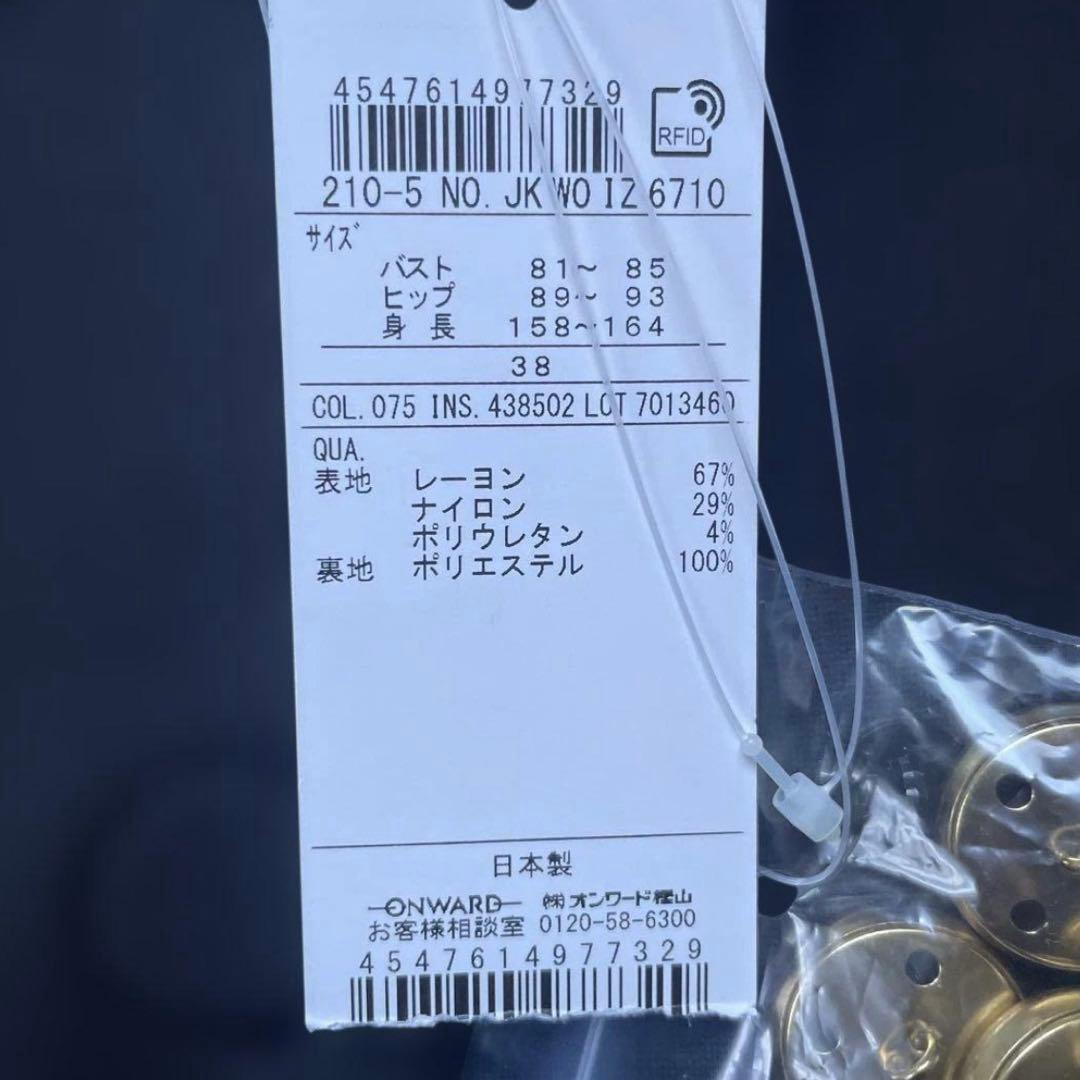 4547614977329
RFID
210-5 NO. JKWOIZ6710
サイズ
バスト 81~ 85
ヒップ 89~ 93
身長 158~164
38
COL. 075 INS. 438502 LOT 7013460
QUA.
表地 レーヨン 67%
ナイロン 29%
ポリウレタン 4%
裏地 ポリエステル 100%
日本製
ONWARD ㈱オンワード樫山
お客様相談室 0120-58-6300
4547614977329